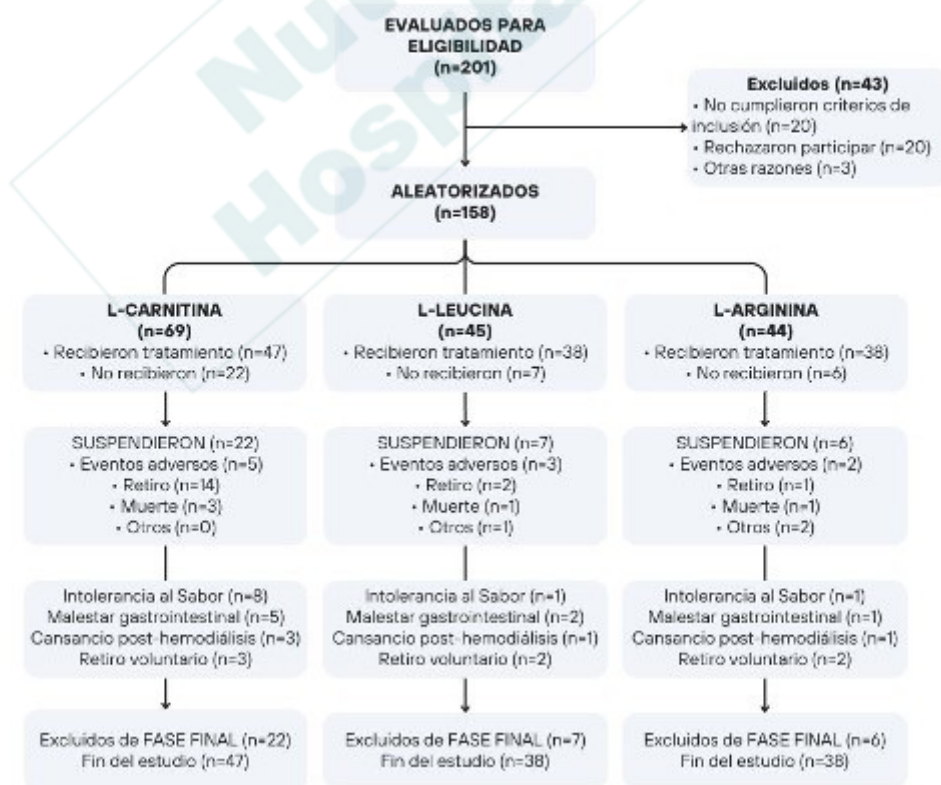 EVALUADOS PARA
ELIGIBILIDAD
(n=201)
Excluidos (n=43)
• No cumplieron criterios de
inclusión (n=20)
• Rechazaron participar (n=20)
• Otras razones (n=3)
ALEATORIZADOS
(n=158)
L-CARNITINA
(n=69)
• Recibieron tratamiento (n=47)
• No recibieron (n=22)
L-LEUCINA
(n=45)
• Recibieron tratamiento (n=38)
• No recibieron (n=7)
L-ARGININA
(n=44)
• Recibieron tratamiento (n=38)
• No recibieron (n=6)
SUSPENDIERON (n=22)
• Eventos adversos (n=5)
• Retiro (n=14)
• Muerte (n=3)
• Otros (n=0)
SUSPENDIERON (n=7)
• Eventos adversos (n=3)
• Retiro (n=2)
• Muerte (n=1)
• Otros (n=1)
SUSPENDIERON (n=6)
• Eventos adversos (n=2)
• Retiro (n=1)
• Muerte (n=1)
• Otros (n=2)
Intolerancia al Sabor (n=8)
Malestar gastrointestinal (n=5)
Cansancio post-hemodiálisis (n=3)
Retiro voluntario (n=3)
Intolerancia al Sabor (n=1)
Malestar gastrointestinal (n=2)
Cansancio post-hemodiálisis (n=1)
Retiro voluntario (n=2)
Intolerancia al Sabor (n=1)
Malestar gastrointestinal (n=1)
Cansancio post-hemodiálisis (n=1)
Retiro voluntario (n=2)
Excluidos de FASE FINAL (n=22)
Fin del estudio (n=47)
Excluidos de FASE FINAL (n=7)
Fin del estudio (n=38)
Excluidos de FASE FINAL (n=6)
Fin del estudio (n=38)